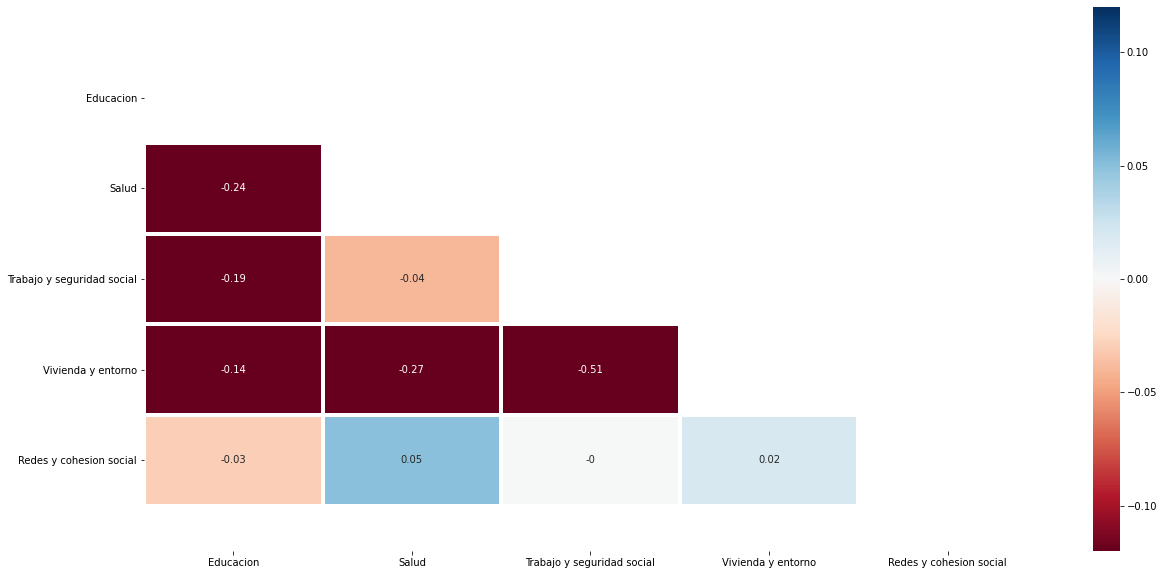 Educacion
Salud
-0.24
Trabajo y seguridad social
-0.19
-0.04
Vivienda y entorno
-0.14
-0.27
-0.51
Redes y cohesion social
-0.03
0.05
-0
0.02
Educacion
Salud
Trabajo y seguridad social
Vivienda y entorno
Redes y cohesion social
0.10
0.05
0.00
−0.05
−0.10